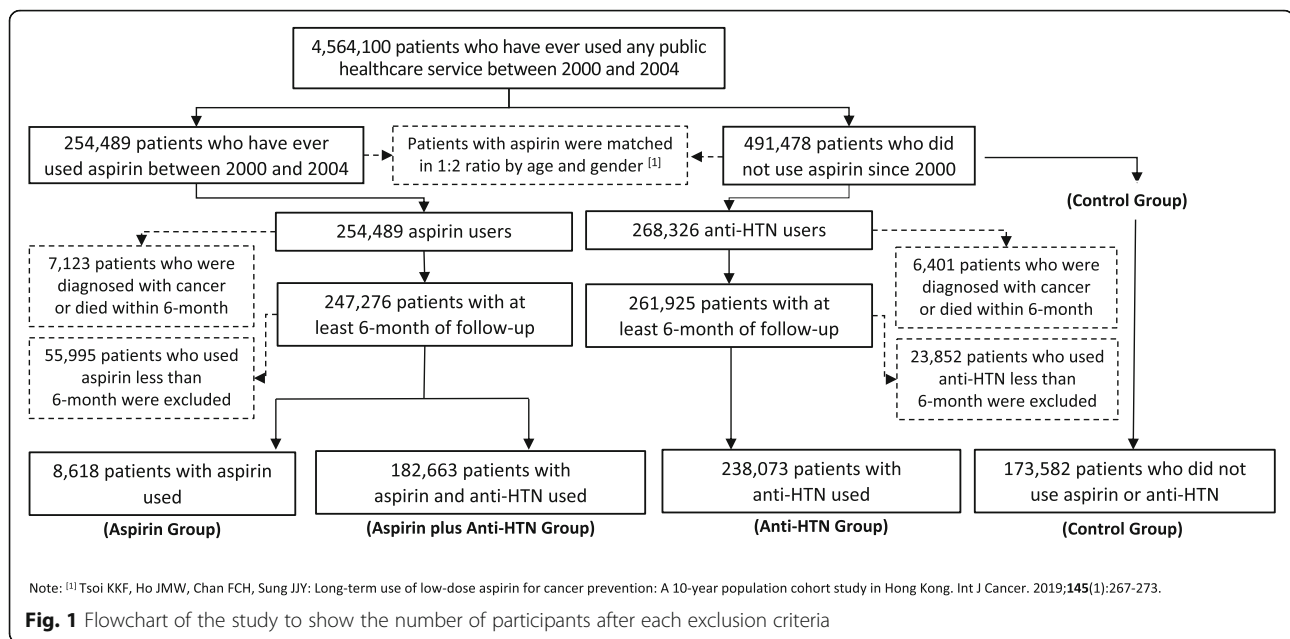 4,564,100 patients who have ever used any public
healthcare service between 2000 and 2004
254,489 patients who have ever
used aspirin between 2000 and 2004
Patients with aspirin were matched
in 1:2 ratio by age and gender [1]
491,478 patients who did
not use aspirin since 2000
(Control Group)
254,489 aspirin users
268,326 anti-HTN users
7,123 patients who were
diagnosed with cancer
or died within 6-month
6,401 patients who were
diagnosed with cancer
or died within 6-month
247,276 patients with at
least 6-month of follow-up
261,925 patients with at
least 6-month of follow-up
55,995 patients who used
aspirin less than
6-month were excluded
23,852 patients who used
anti-HTN less than
6-month were excluded
8,618 patients with aspirin
used
(Aspirin Group)
182,663 patients with
aspirin and anti-HTN used
(Aspirin plus Anti-HTN Group)
238,073 patients with
anti-HTN used
(Anti-HTN Group)
173,582 patients who did not
use aspirin or anti-HTN
(Control Group)
Note: [1] Tsoi KKF, Ho JMW, Chan FCH, Sung JJY: Long-term use of low-dose aspirin for cancer prevention: A 10-year population cohort study in Hong Kong. Int J Cancer. 2019;145(1):267-273.
Fig. 1 Flowchart of the study to show the number of participants after each exclusion criteria